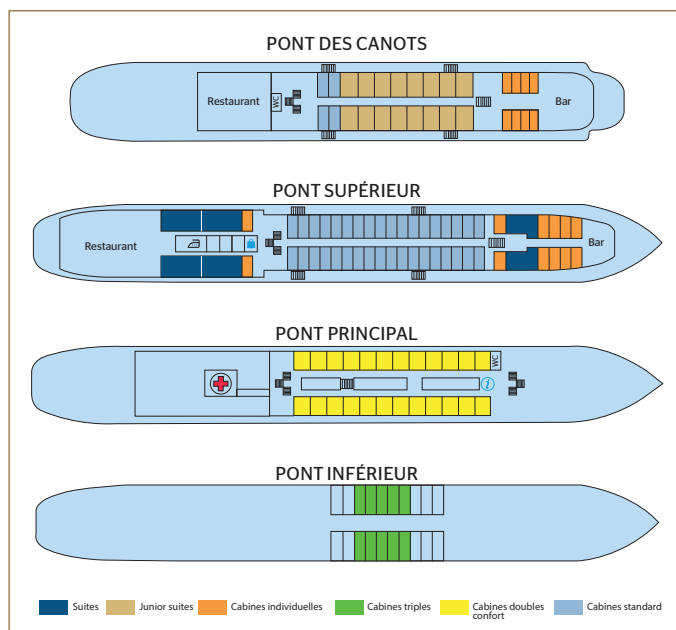 PONT DES CANOTS
Restaurant
WC
Bar
PONT SUPÉRIEUR
Restaurant
Bar
PONT PRINCIPAL
WC
i
PONT INFÉRIEUR
Suites
Junior suites
Cabines individuelles
Cabines triples
Cabines doubles
confort
Cabines standard